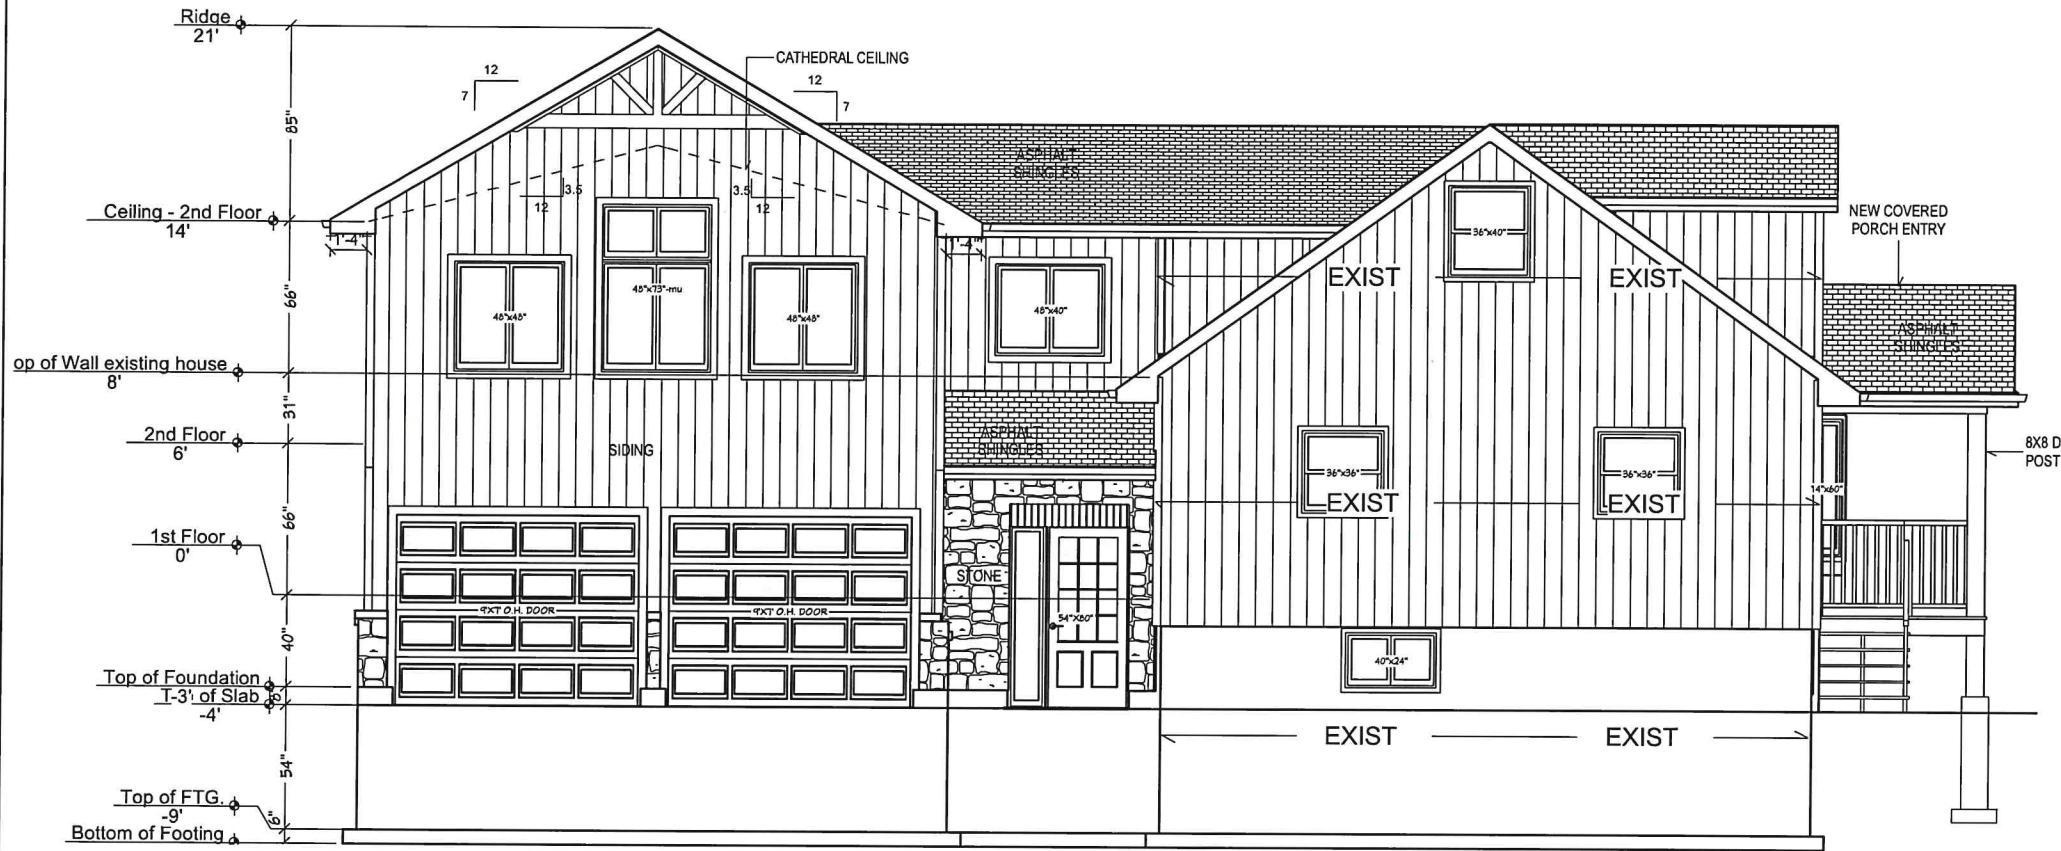 Ridge
21'
85"
CATHEDRAL CEILING
12
7
12
7
ASPHALT
SHINGLES
3.5
12
3.5
12
Ceiling - 2nd Floor
14'
1'-4"
1'-4"
NEW COVERED
PORCH ENTRY
36"x40"
EXIST
EXIST
66"
48"x48"
48"x73"-mu
48"x48"
48"x40"
ASPHALT
SHINGLES
op of Wall existing house
8'
31"
2nd Floor
6'
SIDING
ASPHALT
SHINGLES
8X8 D
POST
36"x36"
36"x36"
14"x60"
EXIST
EXIST
66"
1st Floor
0'
STONE
9X7 O.H. DOOR
9X7 O.H. DOOR
54"X80"
40"
40"x24"
Top of Foundation
T-3' of Slab
8"
-4'
EXIST
EXIST
54"
Top of FTG.
-9'
6"
Bottom of Footing